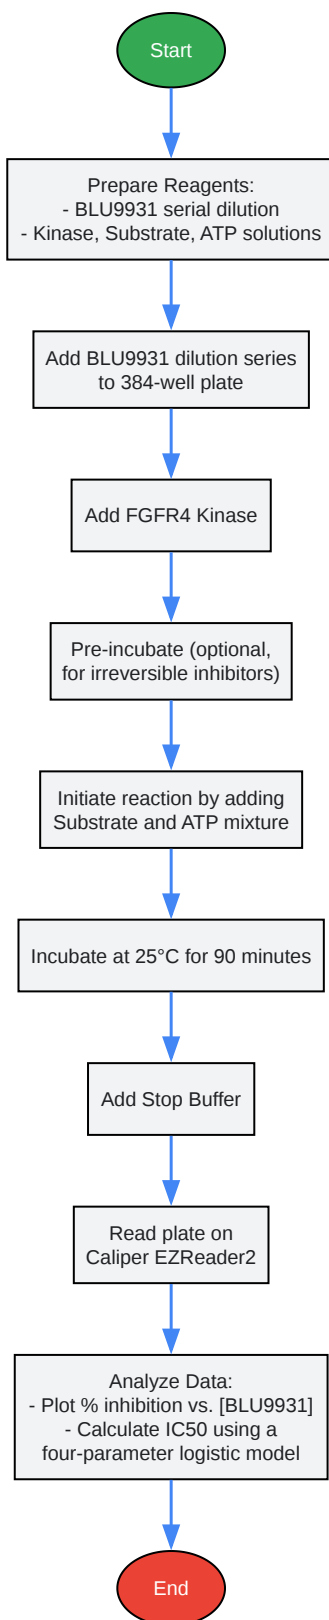 Start
Prepare Reagents:
- BLU9931 serial dilution
- Kinase, Substrate, ATP solutions
Add BLU9931 dilution series
to 384-well plate
Add FGFR4 Kinase
Pre-incubate (optional,
for irreversible inhibitors)
Initiate reaction by adding
Substrate and ATP mixture
Incubate at 25°C for 90 minutes
Add Stop Buffer
Read plate on
Caliper EZReader2
Analyze Data:
- Plot % inhibition vs. [BLU9931]
- Calculate IC50 using a
four-parameter logistic model
End